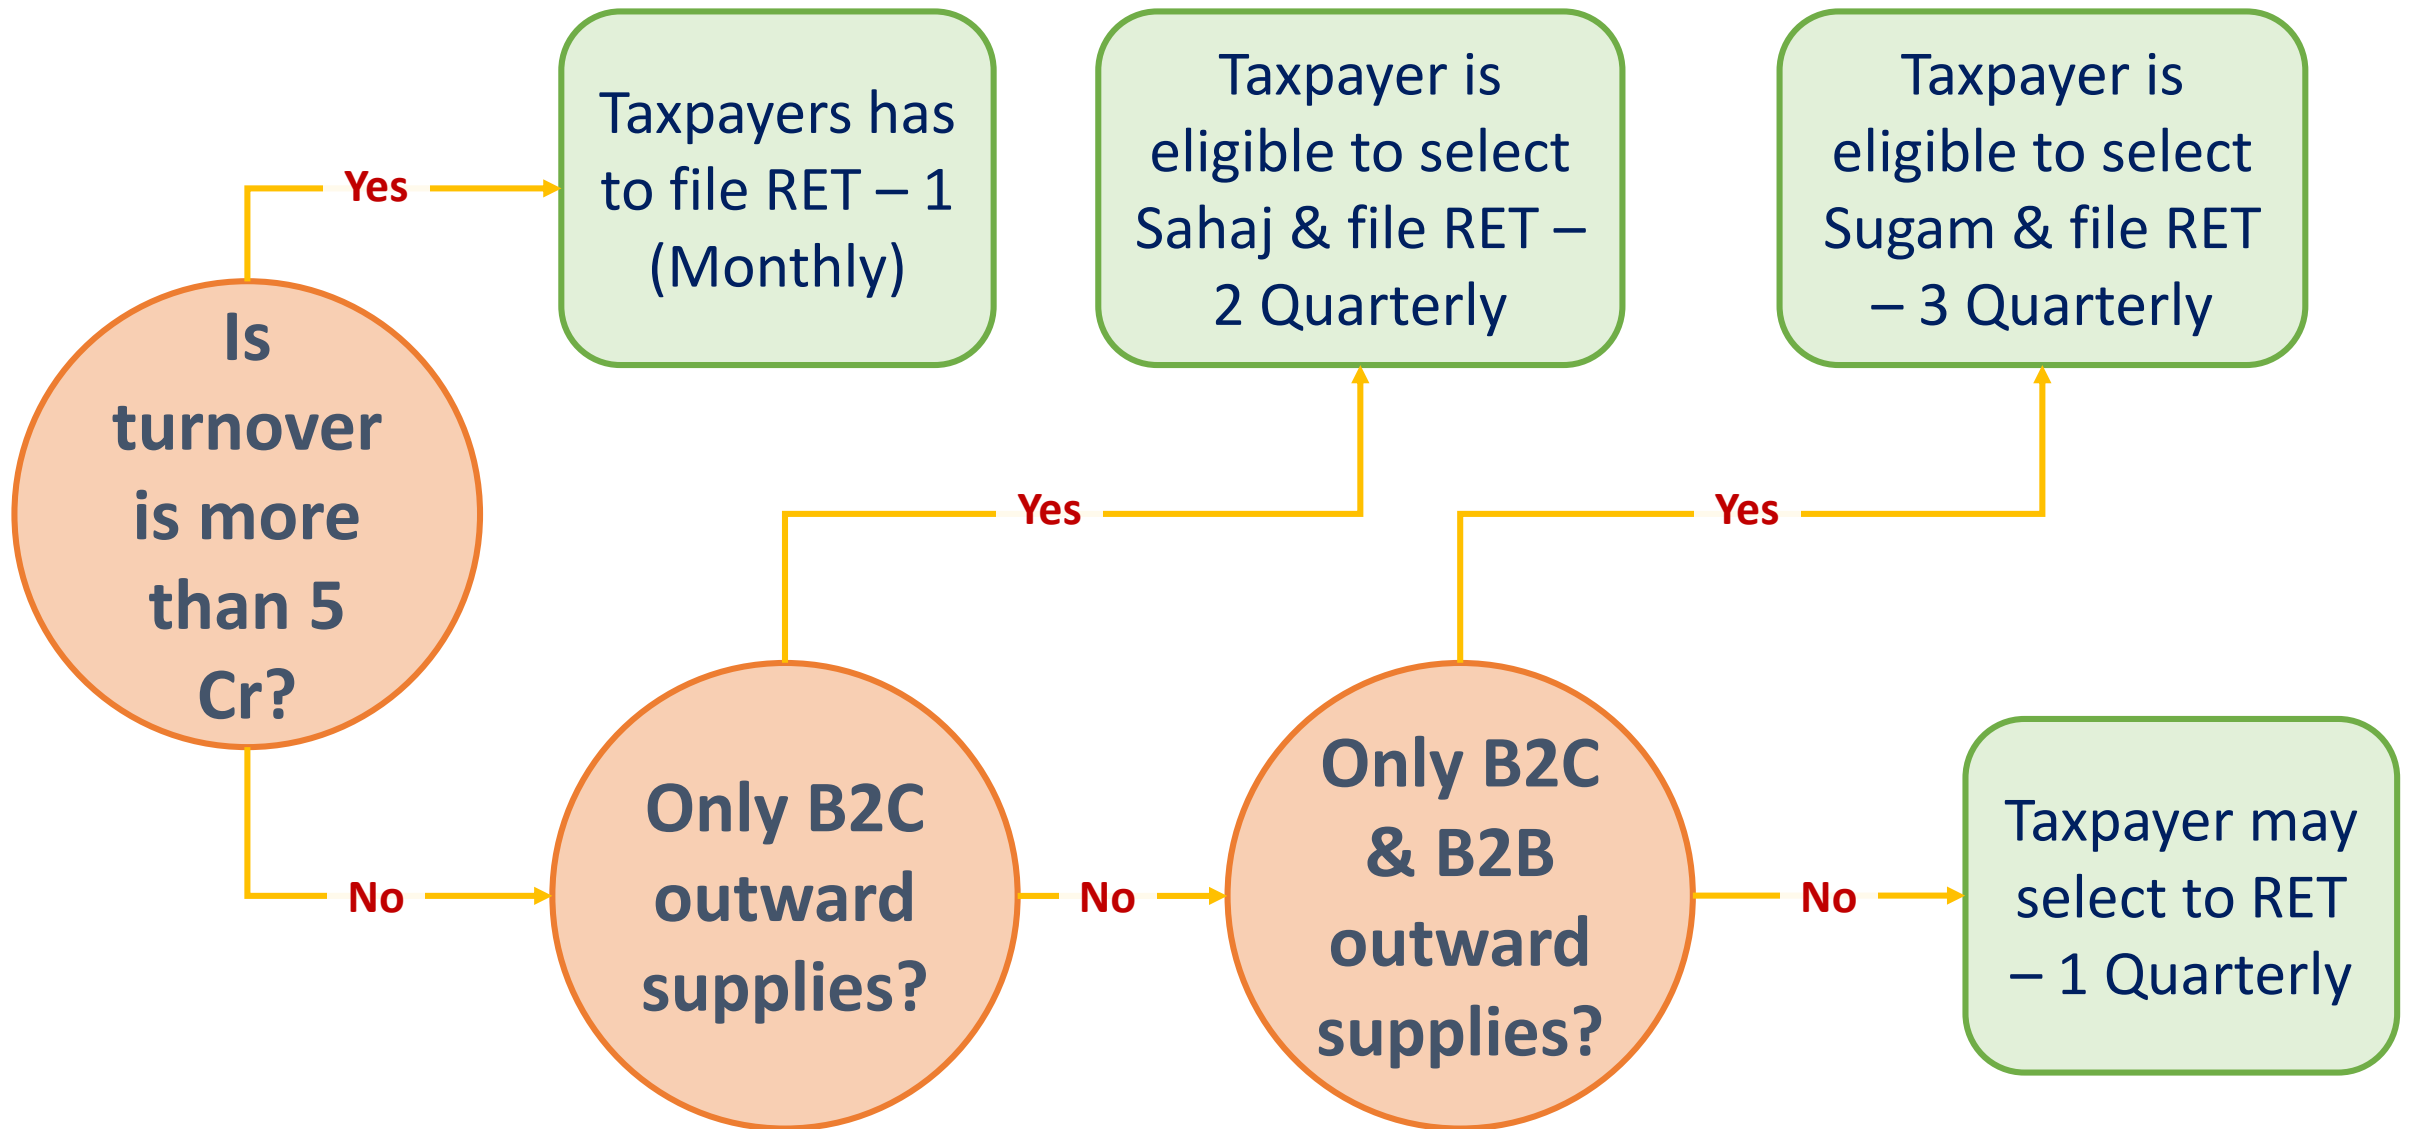 Taxpayers has
to file RET – 1
(Monthly)
Taxpayer is
eligible to select
Sahaj & file RET –
2 Quarterly
Taxpayer is
eligible to select
Sugam & file RET
– 3 Quarterly
Yes
Is
turnover
is more
than 5
Cr?
Yes
Yes
No
Only B2C
outward
supplies?
No
Only B2C
& B2B
outward
supplies?
No
Taxpayer may
select to RET
– 1 Quarterly